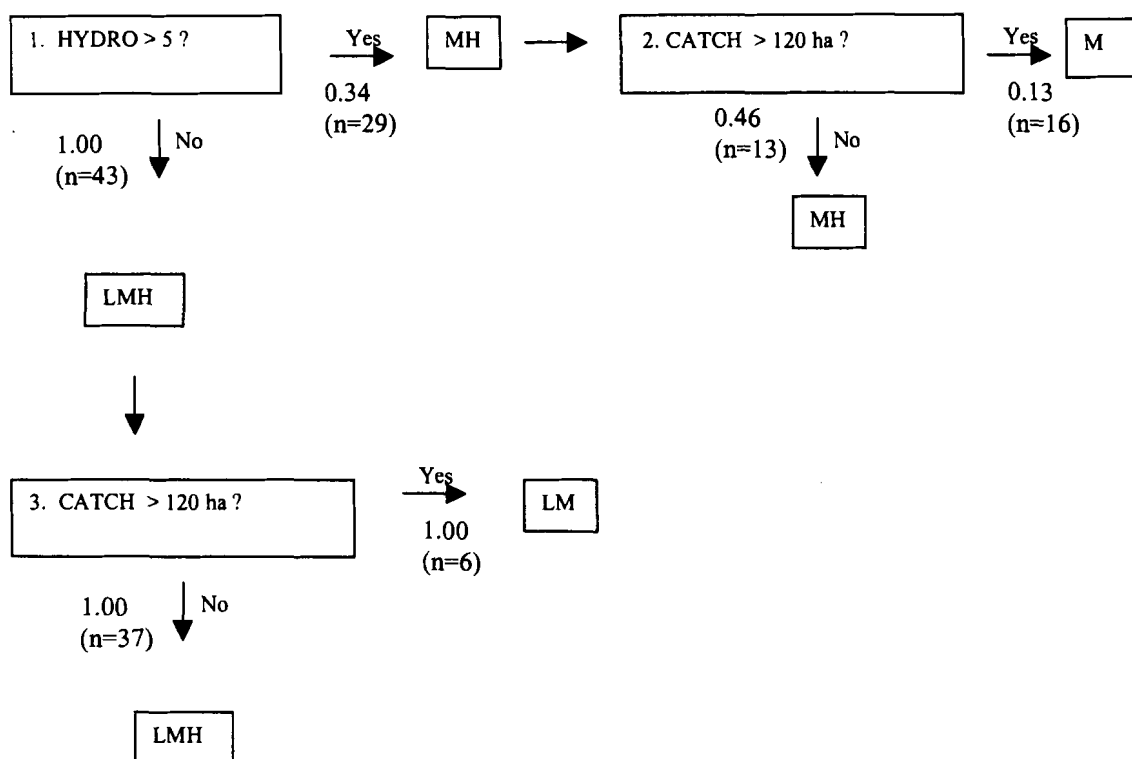 1. HYDRO > 5 ?
Yes
0.34
(n=29)
MH
2. CATCH > 120 ha ?
Yes
0.13
(n=16)
M
1.00
(n=43)
No
0.46
(n=13)
No
MH
LMH
3. CATCH > 120 ha ?
Yes
1.00
(n=6)
LM
1.00
(n=37)
No
LMH